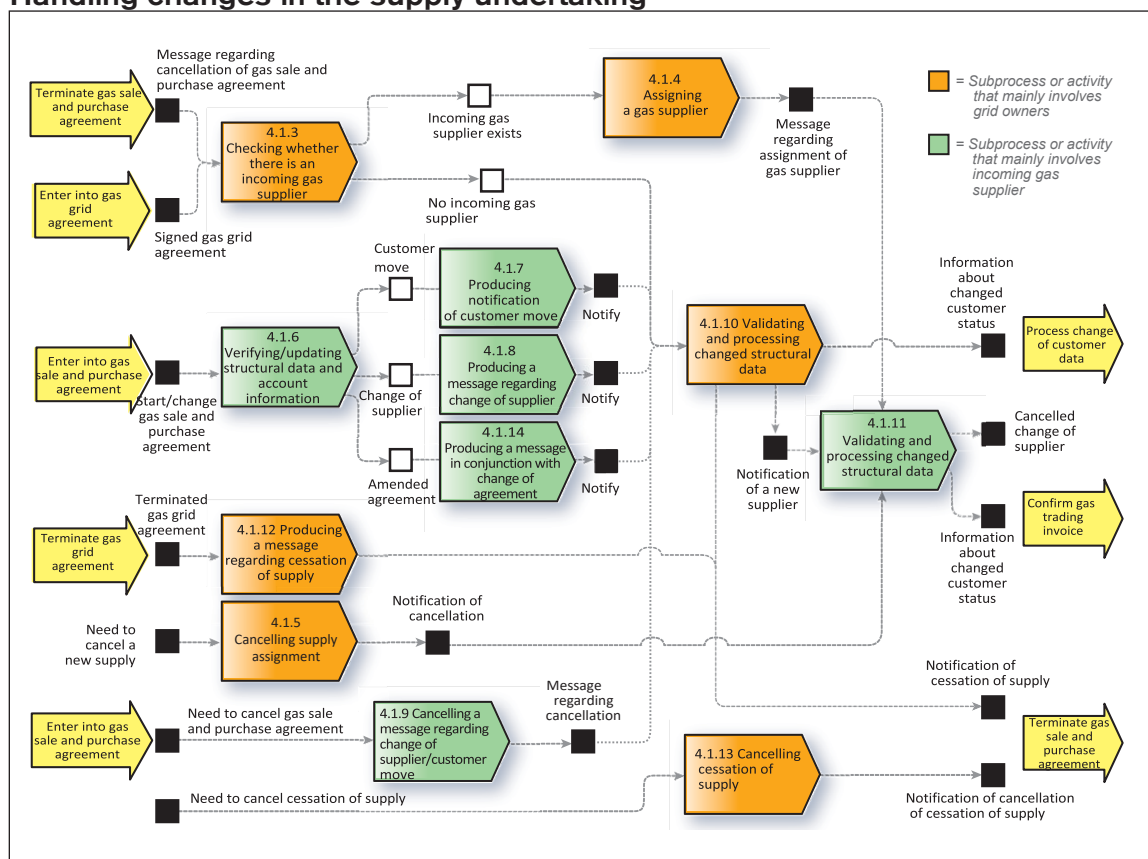 Handling changes in the supply undertaking
Message regarding
cancellation of gas sale and
purchase agreement
Terminate gas sale
and purchase
agreement
4.1.3
Checking whether
there is an
incoming gas
supplier
Incoming gas
supplier exists
4.1.4
Assigning
a gas supplier
Message
regarding
assignment of
gas supplier
= Subprocess or activity
that mainly involves
grid owners
= Subprocess or activity
that mainly involves
incoming gas
supplier
Enter into gas
grid
agreement
Signed gas grid
agreement
No incoming gas
supplier
Customer
move
4.1.7
Producing
notification
of customer move
Notify
Enter into gas
sale and purchase
agreement
Start/change
gas sale and
purchase
agreement
4.1.6
Verifying/updating
structural data and
account
information
Change of
supplier
4.1.8
Producing a
message regarding
change of supplier
Notify
Amended
agreement
4.1.14
Producing a message
in conjunction with
change of agreement
Notify
4.1.10 Validating
and processing
changed structural
data
Information
about
changed
customer
status
Process change
of customer
data
Notification
of a new
supplier
4.1.11
Validating and
processing changed
structural data
Cancelled
change of
supplier
Information
about
changed
customer
status
Confirm gas
trading
invoice
Terminated
gas grid
agreement
Terminate gas
grid
agreement
4.1.12 Producing
a message
regarding cessation
of supply
Need to
cancel a
new supply
4.1.5
Cancelling supply
assignment
Notification of
cancellation
Enter into gas
sale and purchase
agreement
Need to cancel gas sale
and purchase agreement
4.1.9 Cancelling a
message regarding
change of
supplier/customer
move
Message
regarding
cancellation
Notification of
cessation of supply
Need to cancel cessation of supply
4.1.13 Cancelling
cessation of
supply
Terminate gas
sale and
purchase
agreement
Notification of cancellation
of cessation of supply